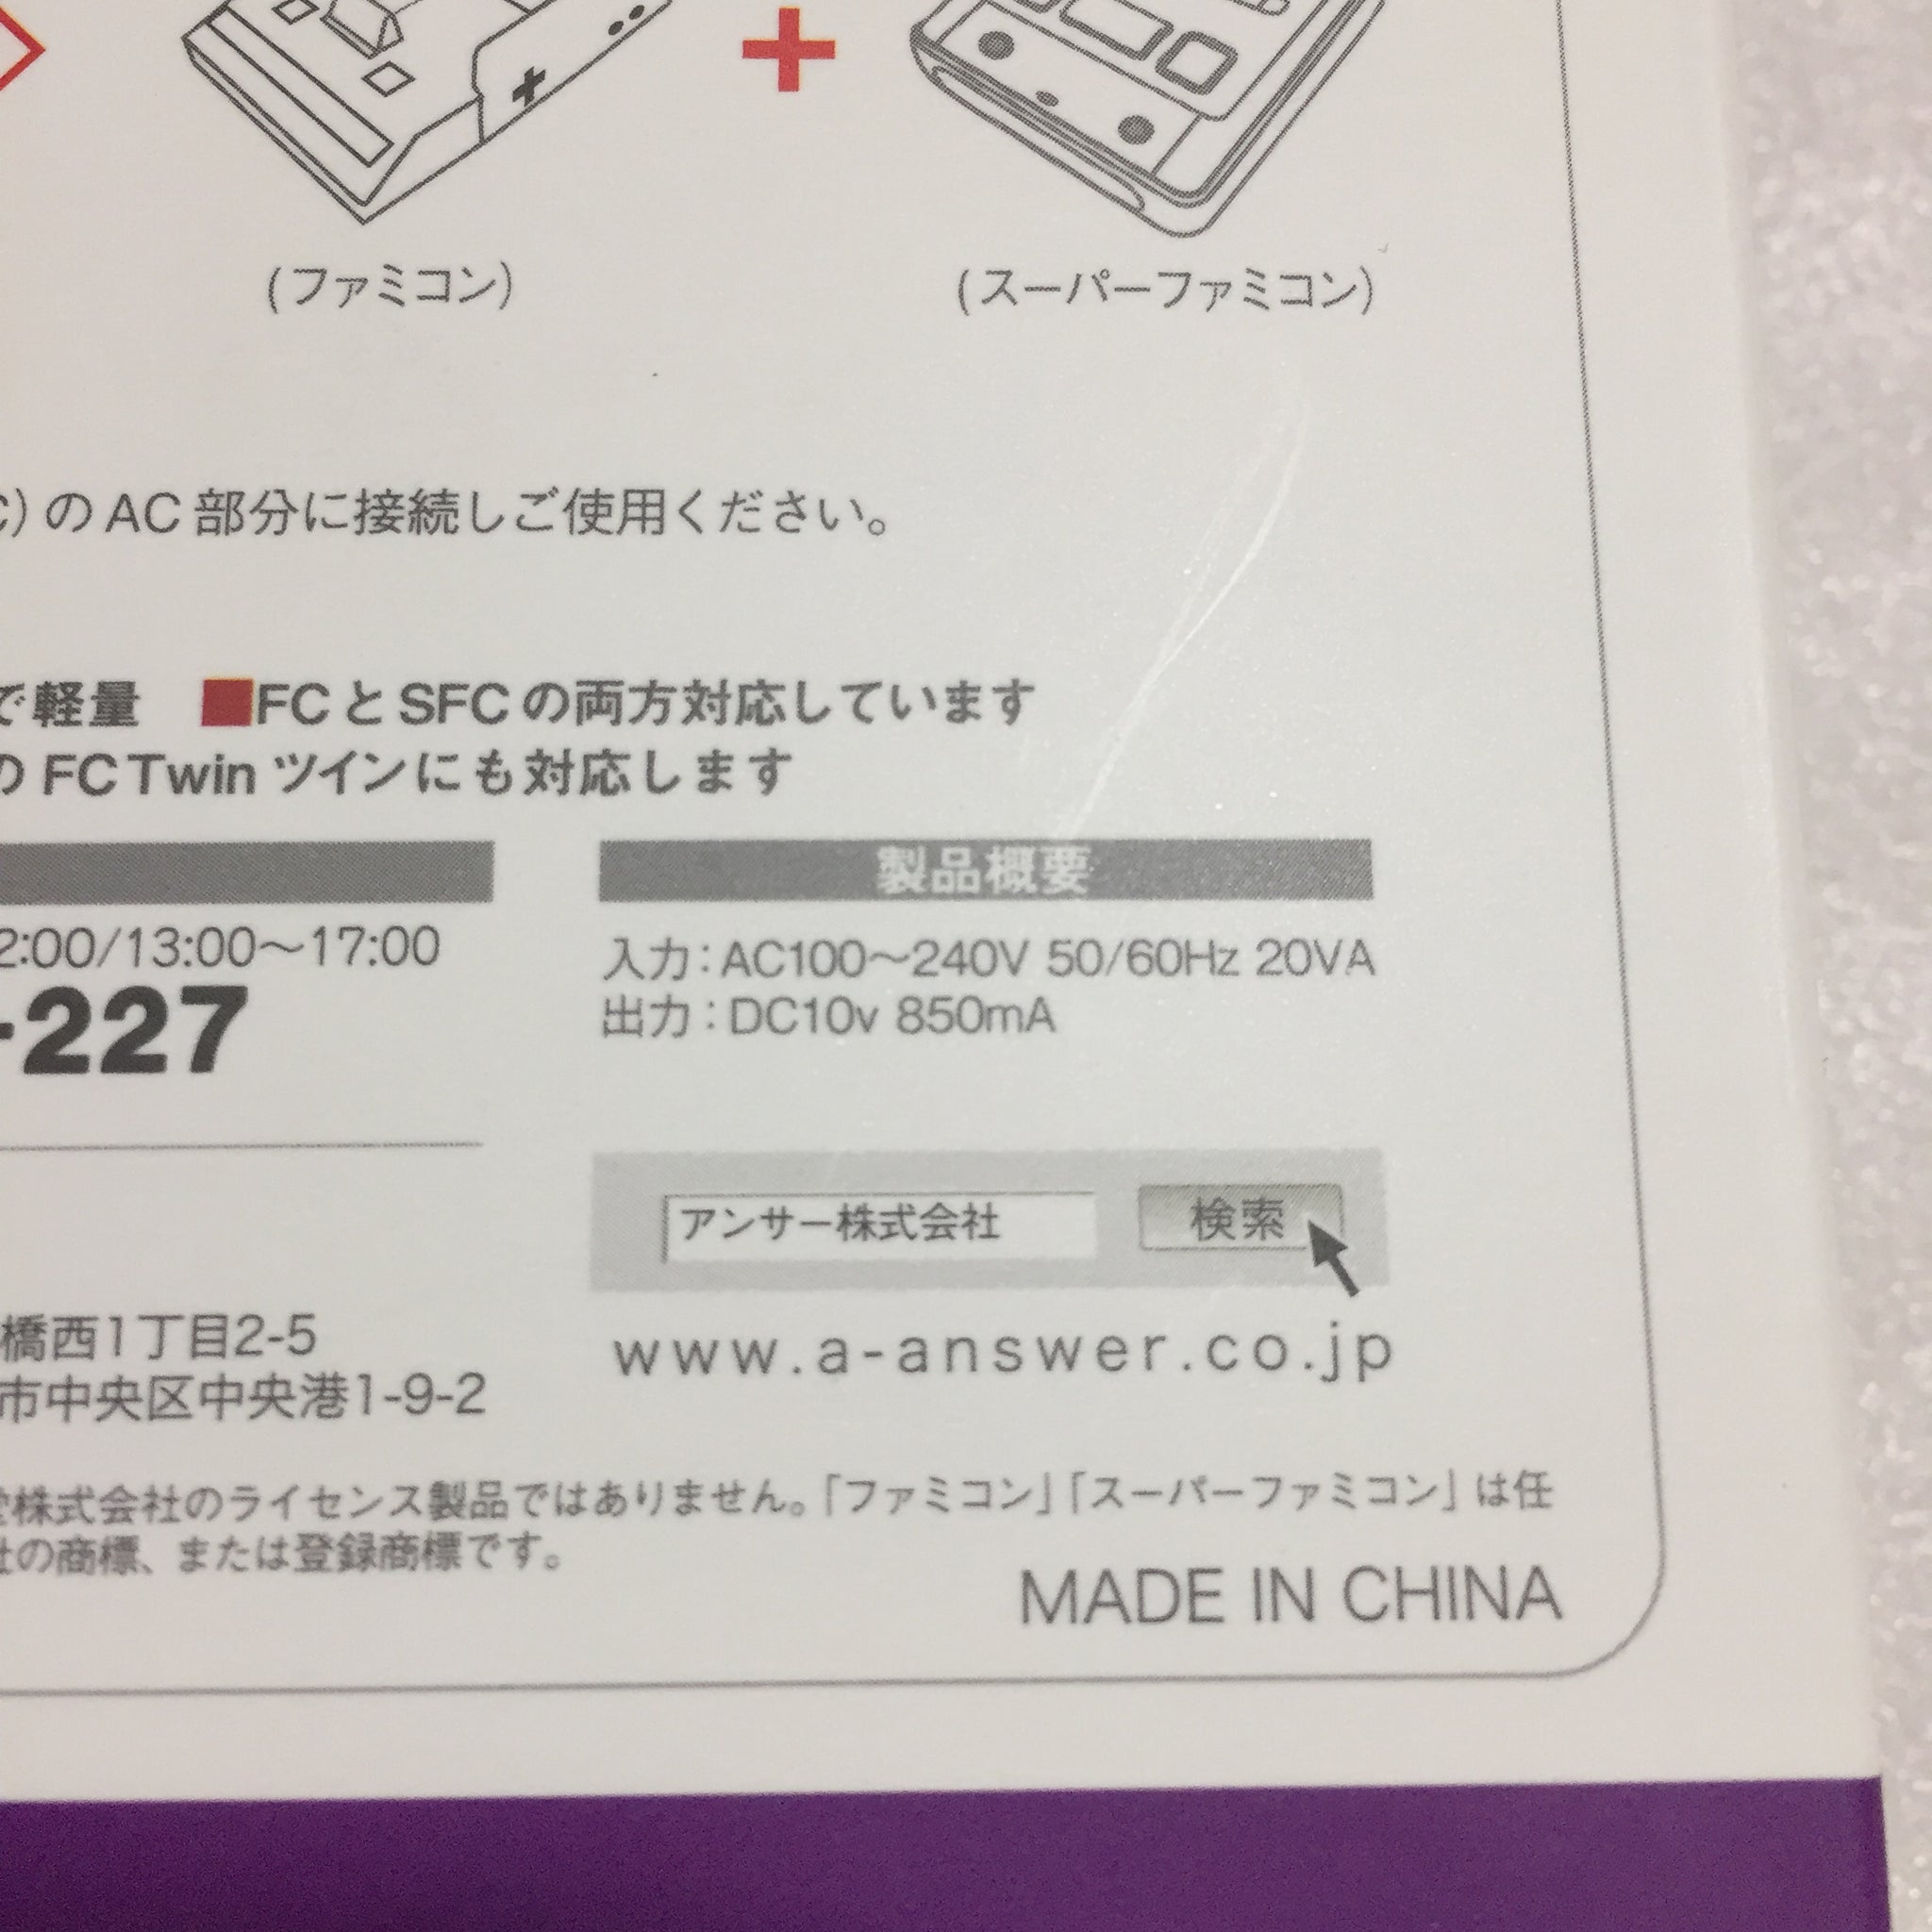 (ファミコン)
(スーパーファミコン)
C)のAC部分に接続しご使用ください。
で軽量 ■FCとSFCの両方対応しています
の FC Twin ツインにも対応します
2:00/13:00〜17:00
-227
製品概要
入力:AC100〜240V 50/60Hz 20VA
出力:DC10v 850mA
アンサー株式会社 検索
www.a-answer.co.jp
橋西1丁目2-5
市中央区中央港1-9-2
株式会社のライセンス製品ではありません。「ファミコン」「スーパーファミコン」は任
社の商標、または登録商標です。
MADE IN CHINA